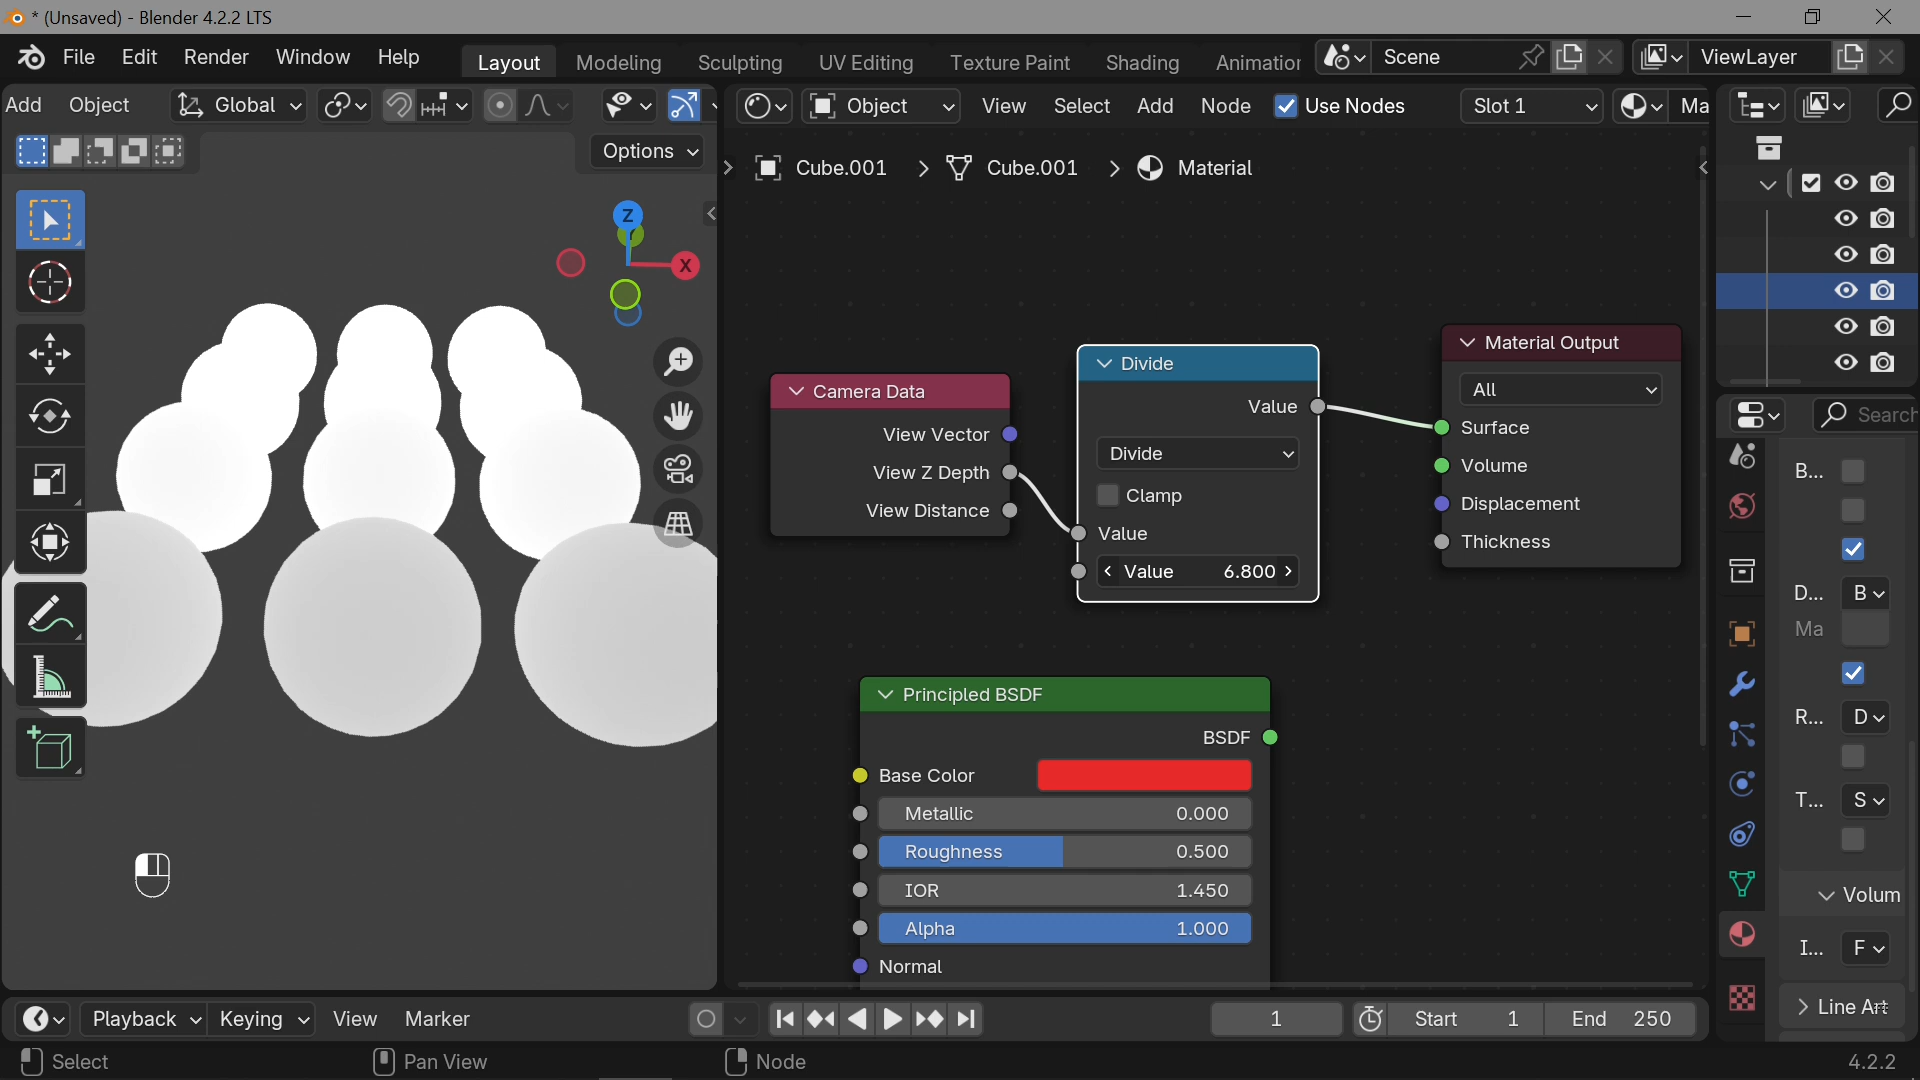 * (Unsaved) - Blender 4.2.2 LTS
File Edit Render Window Help Layout Modeling Sculpting UV Editing Texture Paint Shading Animation Scene ViewLayer
Add Object Global Object View Select Add Node Use Nodes Slot 1 Ma
Options
Cube.001 > Cube.001 > Material
Z
X
Camera Data
View Vector
View Z Depth
View Distance
Divide
Value
Divide
Clamp
Value
Value 6.800
Material Output
All
Surface
Volume
Displacement
Thickness
Principled BSDF
BSDF
Base Color
Metallic 0.000
Roughness 0.500
IOR 1.450
Alpha 1.000
Normal
Search
B...
D... B
Ma
R... D
T... S
Volum
I... F
Line Art
Playback Keying View Marker 1 Start 1 End 250
Select Pan View Node 4.2.2